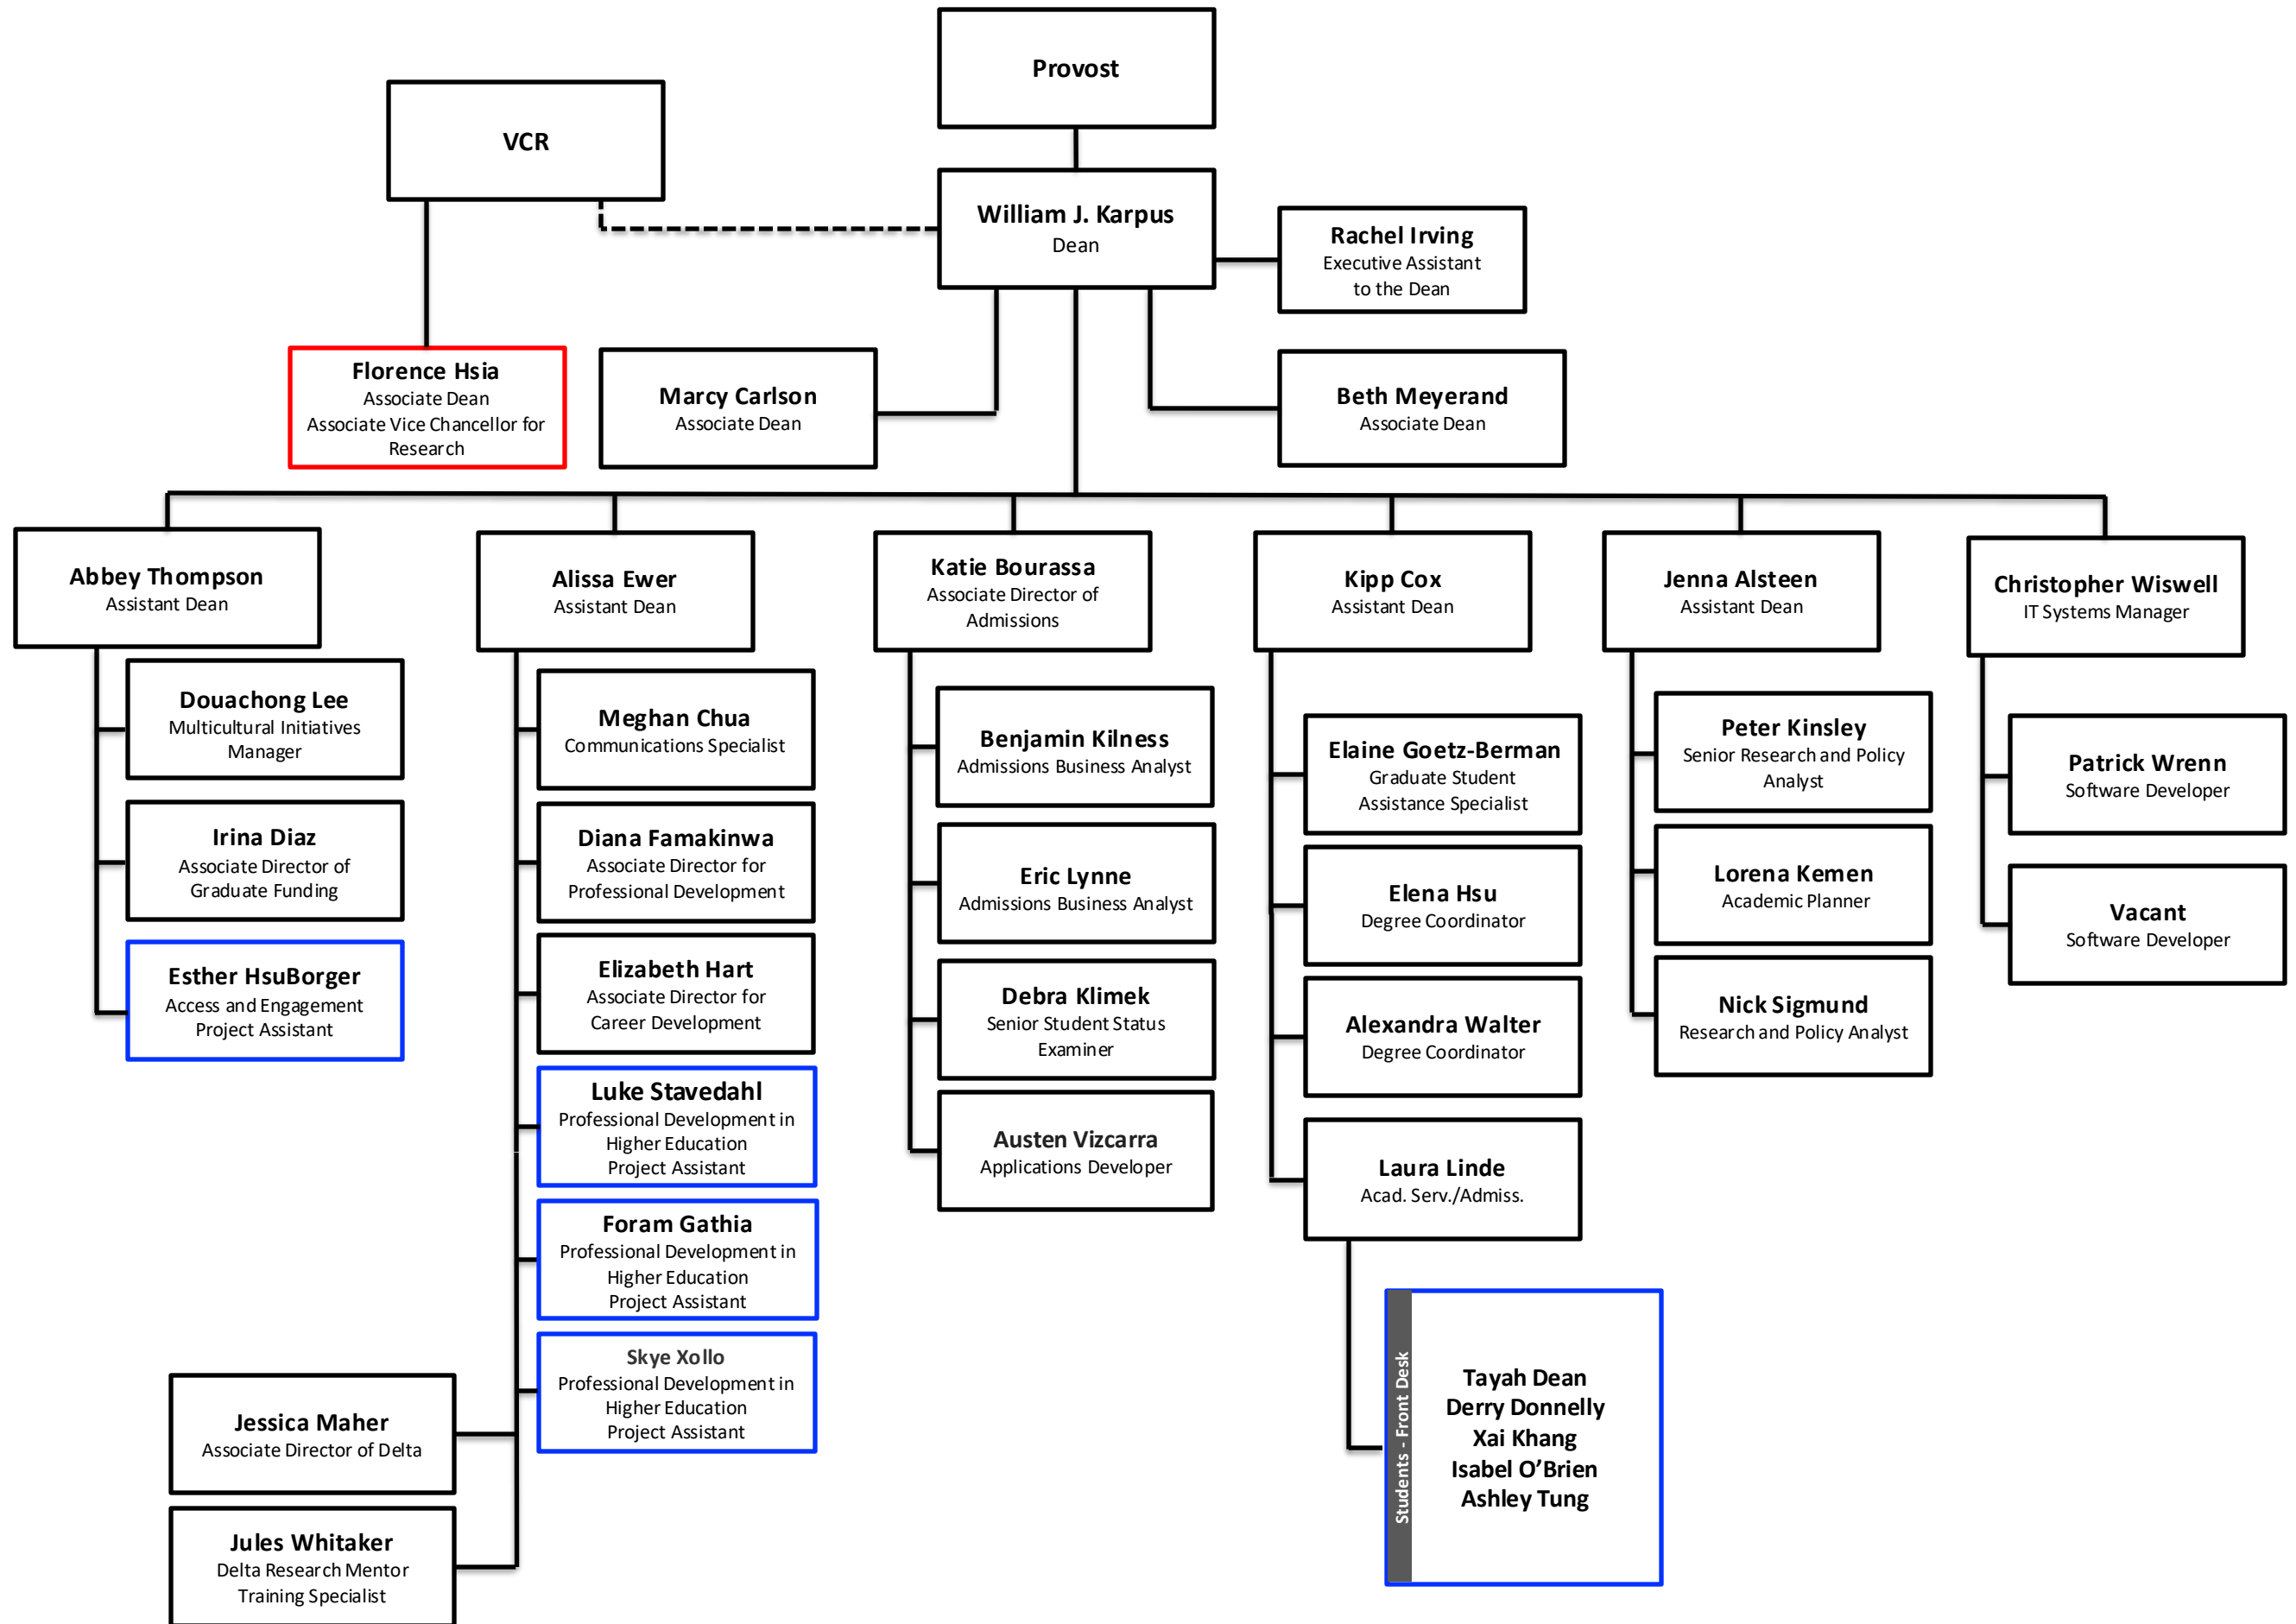 Provost
VCR
William J. Karpus
Dean
Rachel Irving
Executive Assistant
to the Dean
Florence Hsia
Associate Dean
Associate Vice Chancellor for
Research
Marcy Carlson
Associate Dean
Beth Meyerand
Associate Dean
Abbey Thompson
Assistant Dean
Douachong Lee
Multicultural Initiatives
Manager
Irina Diaz
Associate Director of
Graduate Funding
Esther HsuBorger
Access and Engagement
Project Assistant
Alissa Ewer
Assistant Dean
Meghan Chua
Communications Specialist
Diana Famakinwa
Associate Director for
Professional Development
Elizabeth Hart
Associate Director for
Career Development
Luke Stavedahl
Professional Development in
Higher Education
Project Assistant
Foram Gathia
Professional Development in
Higher Education
Project Assistant
Skye Xollo
Professional Development in
Higher Education
Project Assistant
Jessica Maher
Associate Director of Delta
Jules Whitaker
Delta Research Mentor
Training Specialist
Katie Bourassa
Associate Director of
Admissions
Benjamin Kilness
Admissions Business Analyst
Eric Lynne
Admissions Business Analyst
Debra Klimek
Senior Student Status
Examiner
Austen Vizcarra
Applications Developer
Kipp Cox
Assistant Dean
Elaine Goetz-Berman
Graduate Student
Assistance Specialist
Elena Hsu
Degree Coordinator
Alexandra Walter
Degree Coordinator
Laura Linde
Acad. Serv./Admiss.
Students - Front Desk
Tayah Dean
Derry Donnelly
Xai Khang
Isabel O’Brien
Ashley Tung
Jenna Alsteen
Assistant Dean
Peter Kinsley
Senior Research and Policy
Analyst
Lorena Kemen
Academic Planner
Nick Sigmund
Research and Policy Analyst
Christopher Wiswell
IT Systems Manager
Patrick Wrenn
Software Developer
Vacant
Software Developer